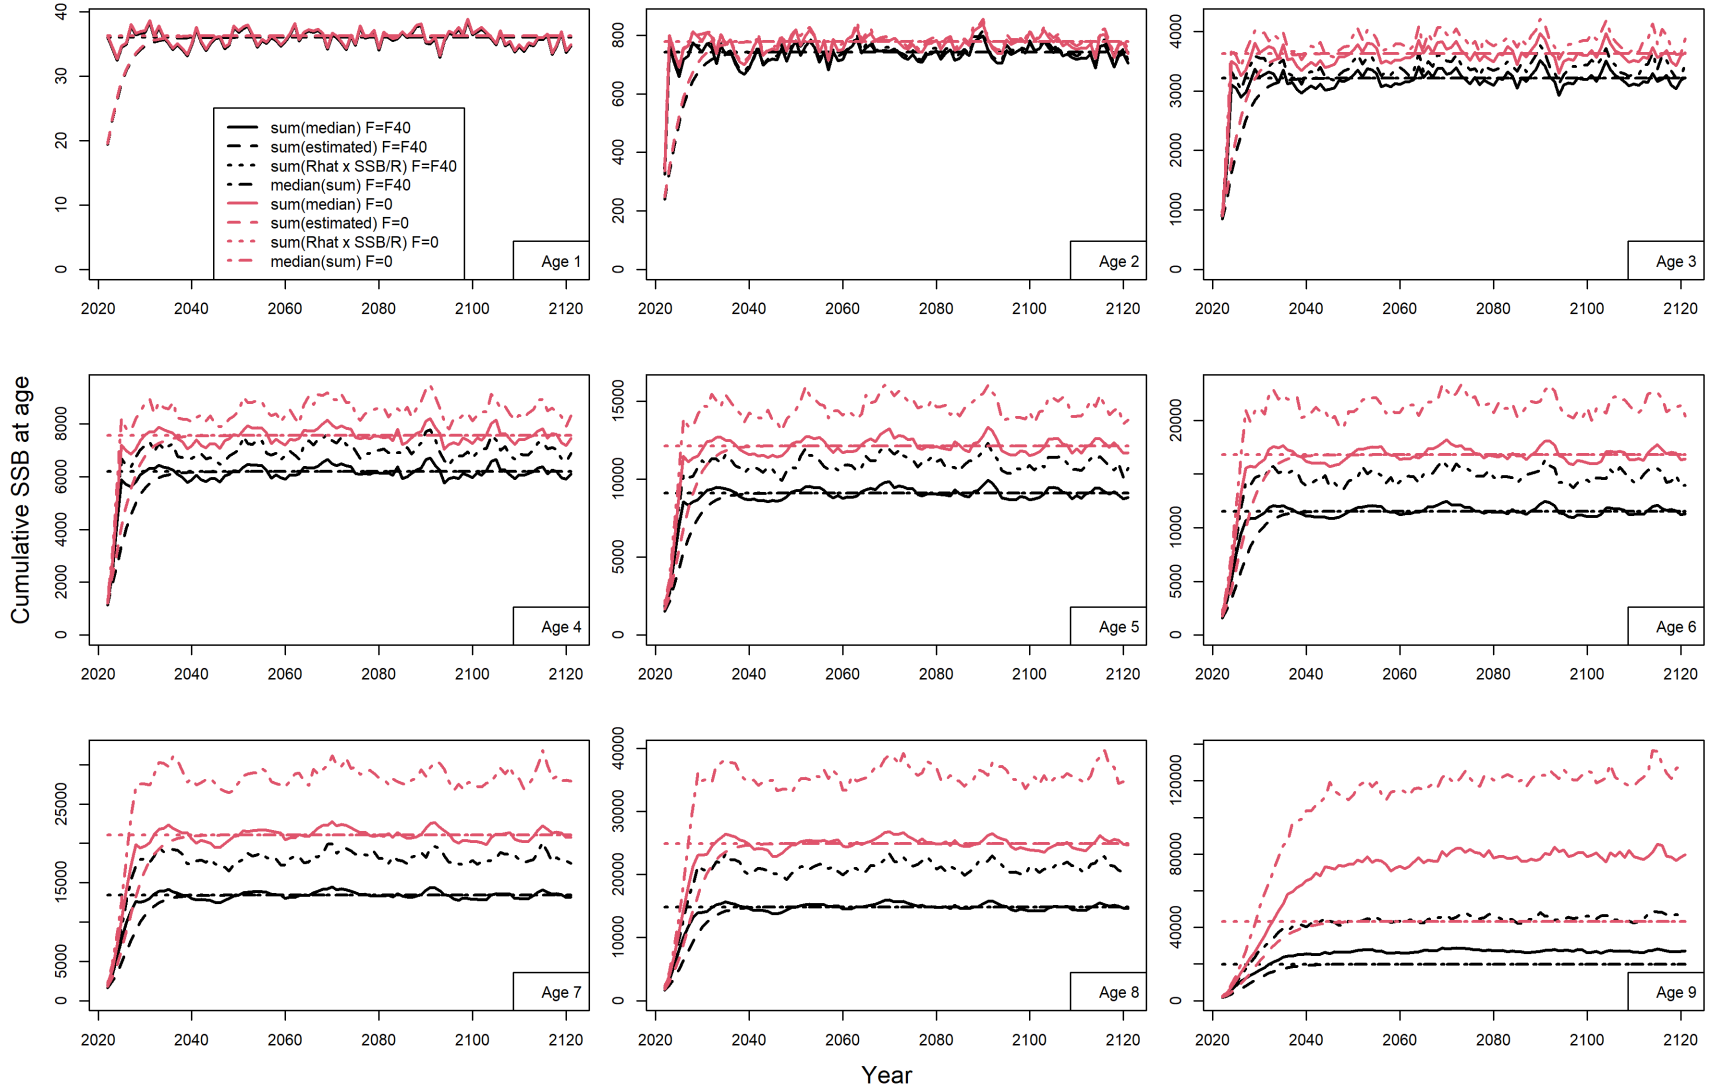 0 10 20 30 40
sum(median) F=F40
sum(estimated) F=F40
sum(Rhat x SSB/R) F=F40
median(sum) F=F40
sum(median) F=0
sum(estimated) F=0
sum(Rhat x SSB/R) F=0
median(sum) F=0
Age 1
2020 2040 2060 2080 2100 2120
0 200 400 600 800
Age 2
2020 2040 2060 2080 2100 2120
0 1000 2000 3000 4000
Age 3
2020 2040 2060 2080 2100 2120
Cumulative SSB at age
0 2000 4000 6000 8000
Age 4
2020 2040 2060 2080 2100 2120
0 5000 10000 15000
Age 5
2020 2040 2060 2080 2100 2120
0 5000 10000 20000
Age 6
2020 2040 2060 2080 2100 2120
0 5000 15000 25000
Age 7
2020 2040 2060 2080 2100 2120
0 10000 20000 30000 40000
Age 8
2020 2040 2060 2080 2100 2120
0 40000 80000 120000
Age 9
2020 2040 2060 2080 2100 2120
Year